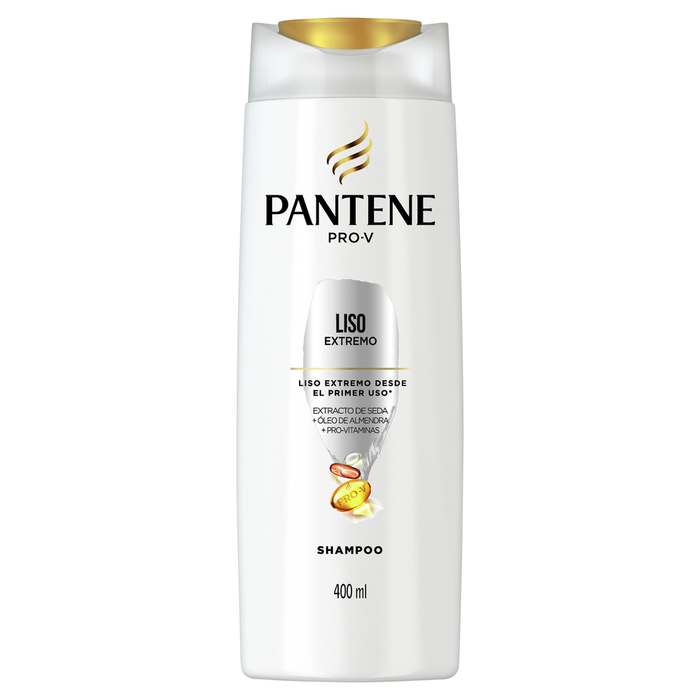 PANTENE
PRO-V
LISO
EXTREMO
LISO EXTREMO DESDE
EL PRIMER USO*
EXTRACTO DE SEDA
+ ÓLEO DE ALMENDRA
+ PRO-VITAMINAS
PRO-V
SHAMPOO
400 ml